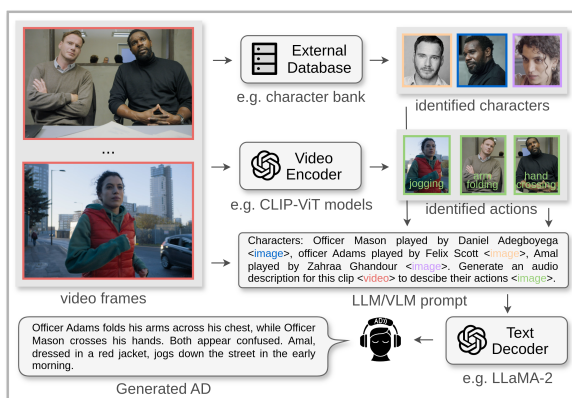 External
Database
e.g. character bank
identified characters
...
Video
Encoder
e.g. CLIP-ViT models
jogging
arm
folding
hand
crossing
identified actions
video frames
Characters: Officer Mason played by Daniel Adegboyega
<image>, officer Adams played by Felix Scott <image>, Amal
played by Zahraa Ghandour <image>. Generate an audio
description for this clip <video> to descibe their actions <image>.
LLM/VLM prompt
Officer Adams folds his arms across his chest, while Officer
Mason crosses his hands. Both appear confused. Amal,
dressed in a red jacket, jogs down the street in the early
morning.
Generated AD
AD))
Text
Decoder
e.g. LLaMA-2